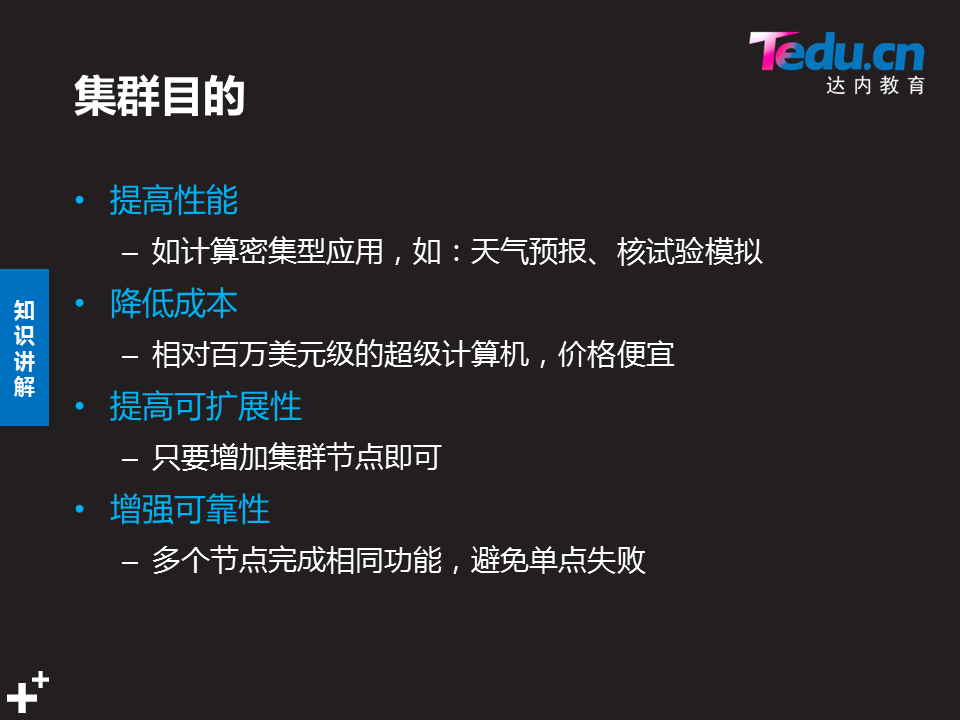 Tedu.cn
达内教育
集群目的
• 提高性能
– 如计算密集型应用，如：天气预报、核试验模拟
• 降低成本
– 相对百万美元级的超级计算机，价格便宜
• 提高可扩展性
– 只要增加集群节点即可
• 增强可靠性
– 多个节点完成相同功能，避免单点失败
知识讲解